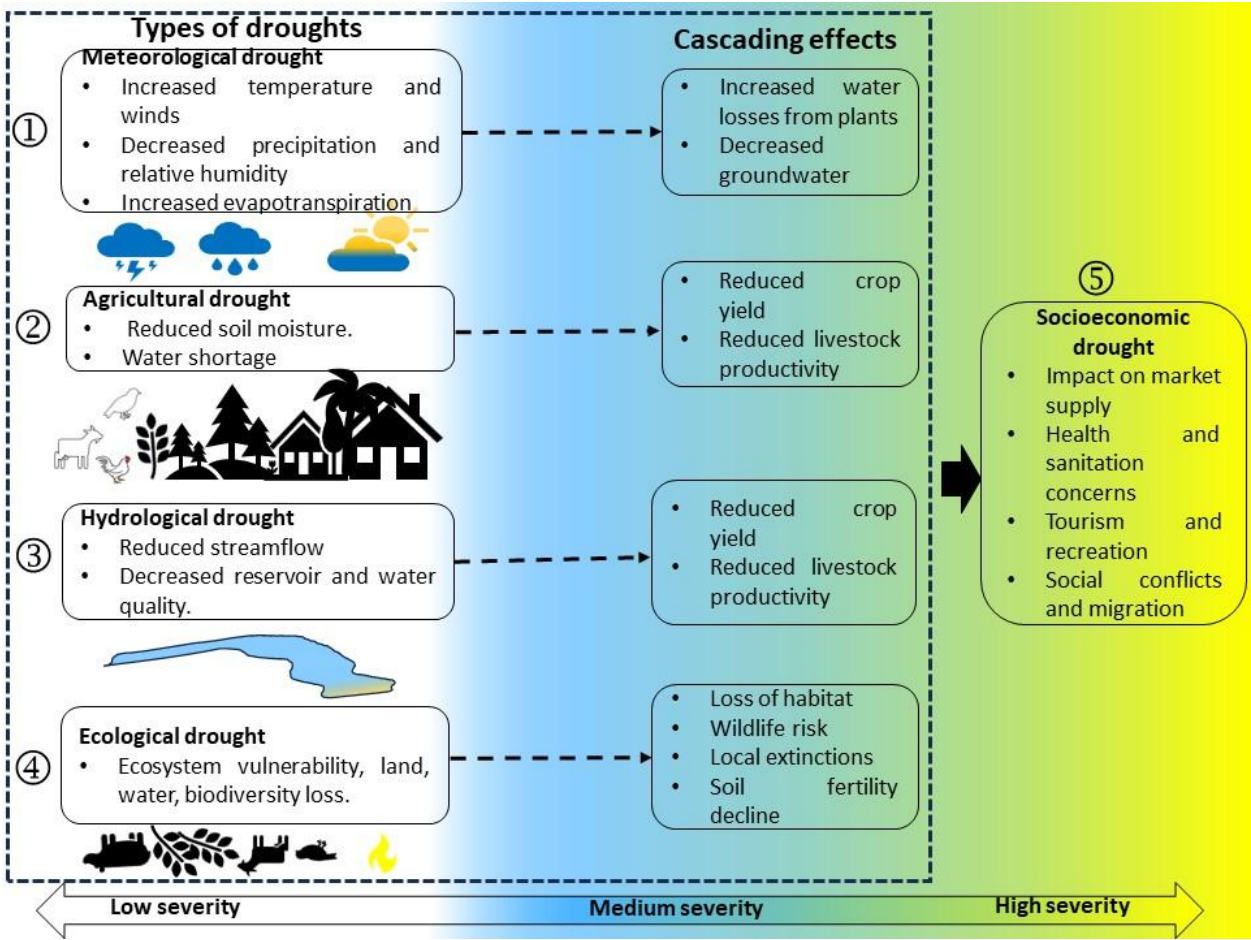 Types of droughts
Cascading effects
①
Meteorological drought
• Increased temperature and
winds
• Decreased precipitation and
relative humidity
• Increased evapotranspiration
• Increased water
losses from plants
• Decreased
groundwater
②
Agricultural drought
• Reduced soil moisture.
• Water shortage
• Reduced crop
yield
• Reduced livestock
productivity
③
Hydrological drought
• Reduced streamflow
• Decreased reservoir and water
quality.
• Reduced crop
yield
• Reduced livestock
productivity
④
Ecological drought
• Ecosystem vulnerability, land,
water, biodiversity loss.
• Loss of habitat
• Wildlife risk
• Local extinctions
• Soil fertility
decline
⑤
Socioeconomic
drought
• Impact on market
supply
• Health and
sanitation
concerns
• Tourism and
recreation
• Social conflicts
and migration
Low severity
Medium severity
High severity